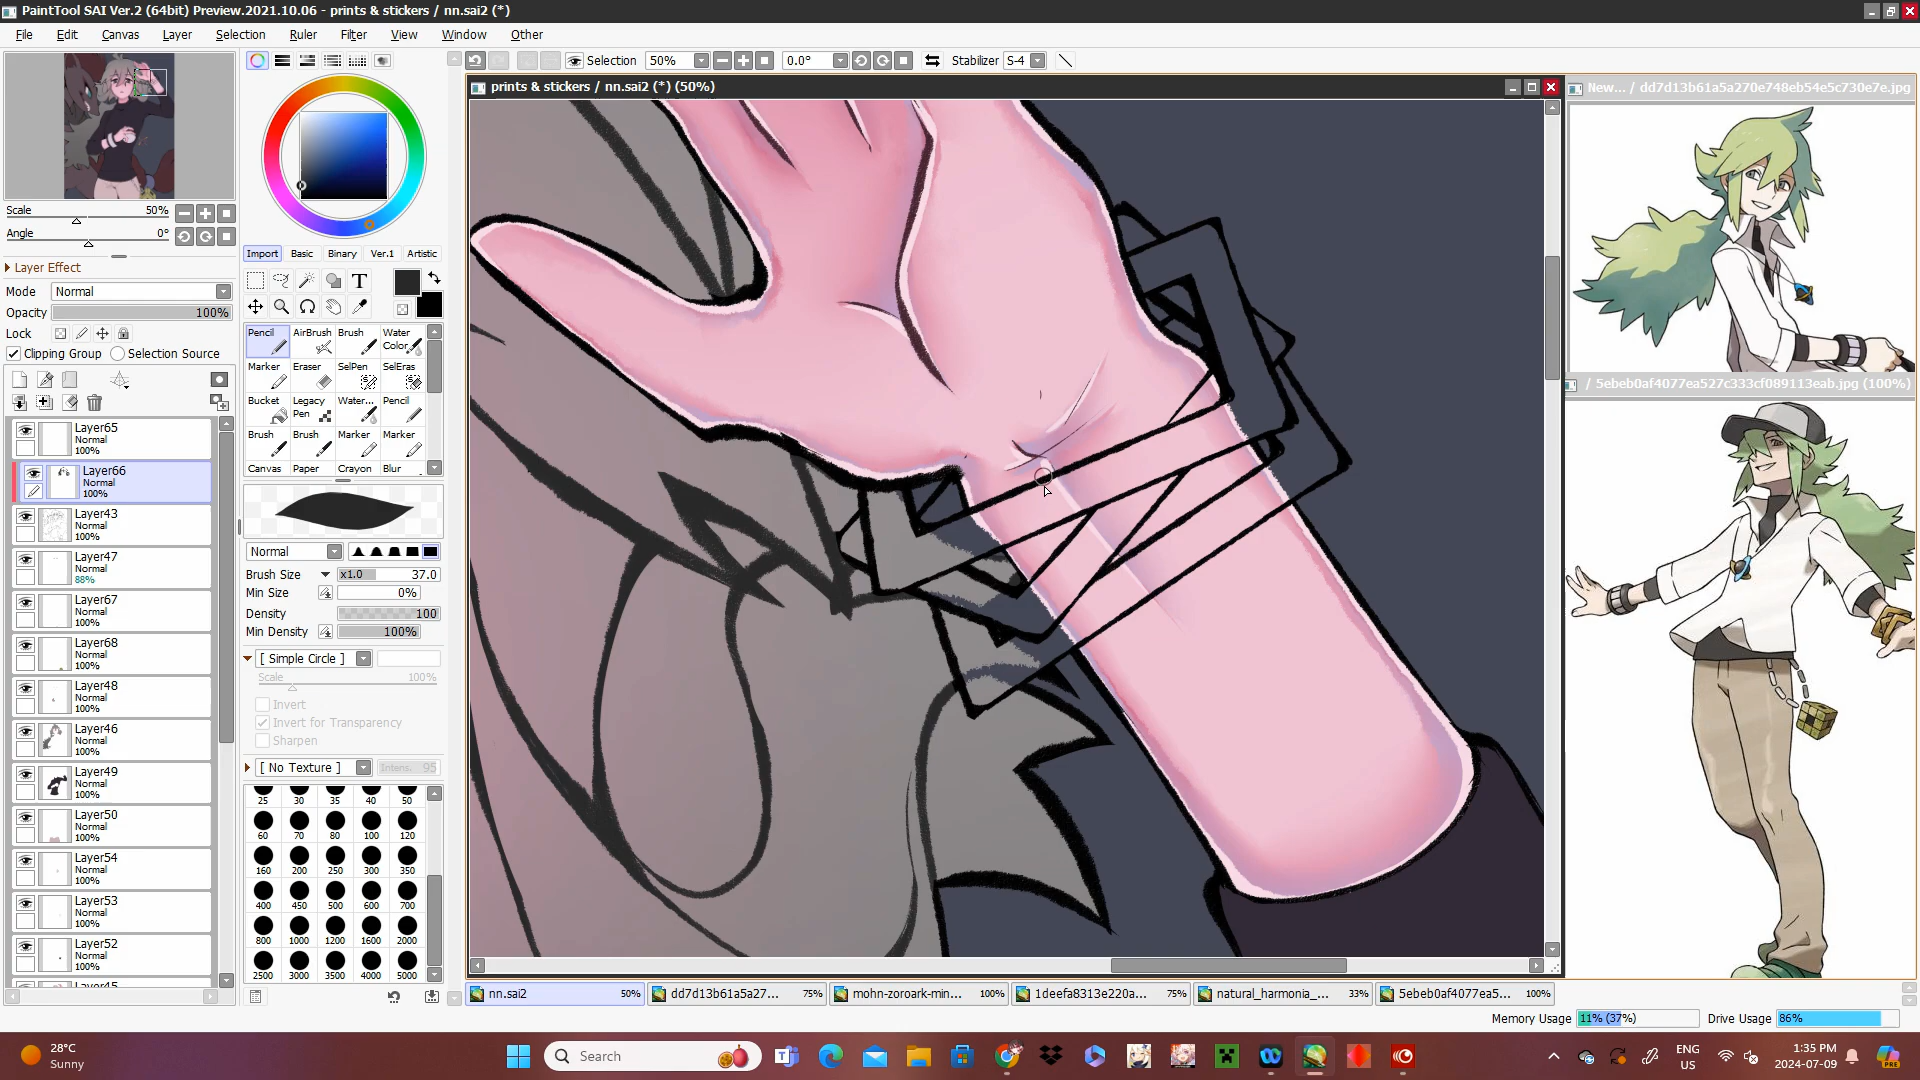 PaintTool SAI Ver.2 (64bit) Preview.2021.10.06 - prints & stickers / nn.sai2 (*)
File Edit Canvas Layer Selection Ruler Filter View Window Other
Selection 50% 0.0° Stabilizer S-4
prints & stickers / nn.sai2 (*) (50%)
New... / dd7d13b61a5a270e748eb54e5c730e7e.jpg
/ 5ebeb0af4077ea527c333cf089113eab.jpg (100%)
Scale 50%
Angle 0°
Layer Effect
Mode Normal
Opacity 100%
Lock
Clipping Group Selection Source
Layer65
Normal
100%
Layer66
Normal
100%
Layer43
Normal
100%
Layer47
Normal
88%
Layer67
Normal
100%
Layer68
Normal
100%
Layer48
Normal
100%
Layer46
Normal
100%
Layer49
Normal
100%
Layer50
Normal
100%
Layer54
Normal
100%
Layer53
Normal
100%
Layer52
Normal
100%
Import Basic Binary Ver.1 Artistic
T
Pencil AirBrush Brush Water Color
Marker Eraser SelPen SelEras
Bucket Legacy Pen Water... Pencil
Brush Brush Marker Marker
Canvas Paper Crayon Blur
Normal
Brush Size x1.0 37.0
Min Size 0%
Density 100
Min Density 100%
[ Simple Circle ]
Scale 100%
Invert
Invert for Transparency
Sharpen
[ No Texture ] Intens. 95
25 30 35 40 50
60 70 80 100 120
160 200 250 300 350
400 450 500 600 700
800 1000 1200 1600 2000
2500 3000 3500 4000 5000
nn.sai2 50% dd7d13b61a5a27... 75% mohn-zoroark-min... 100% 1deefa8313e220a... 75% natural_harmonia_... 33% 5ebeb0af4077ea5... 100%
Memory Usage 11% (37%) Drive Usage 86%
28°C
Sunny
Search
ENG
US
1:35 PM
2024-07-09